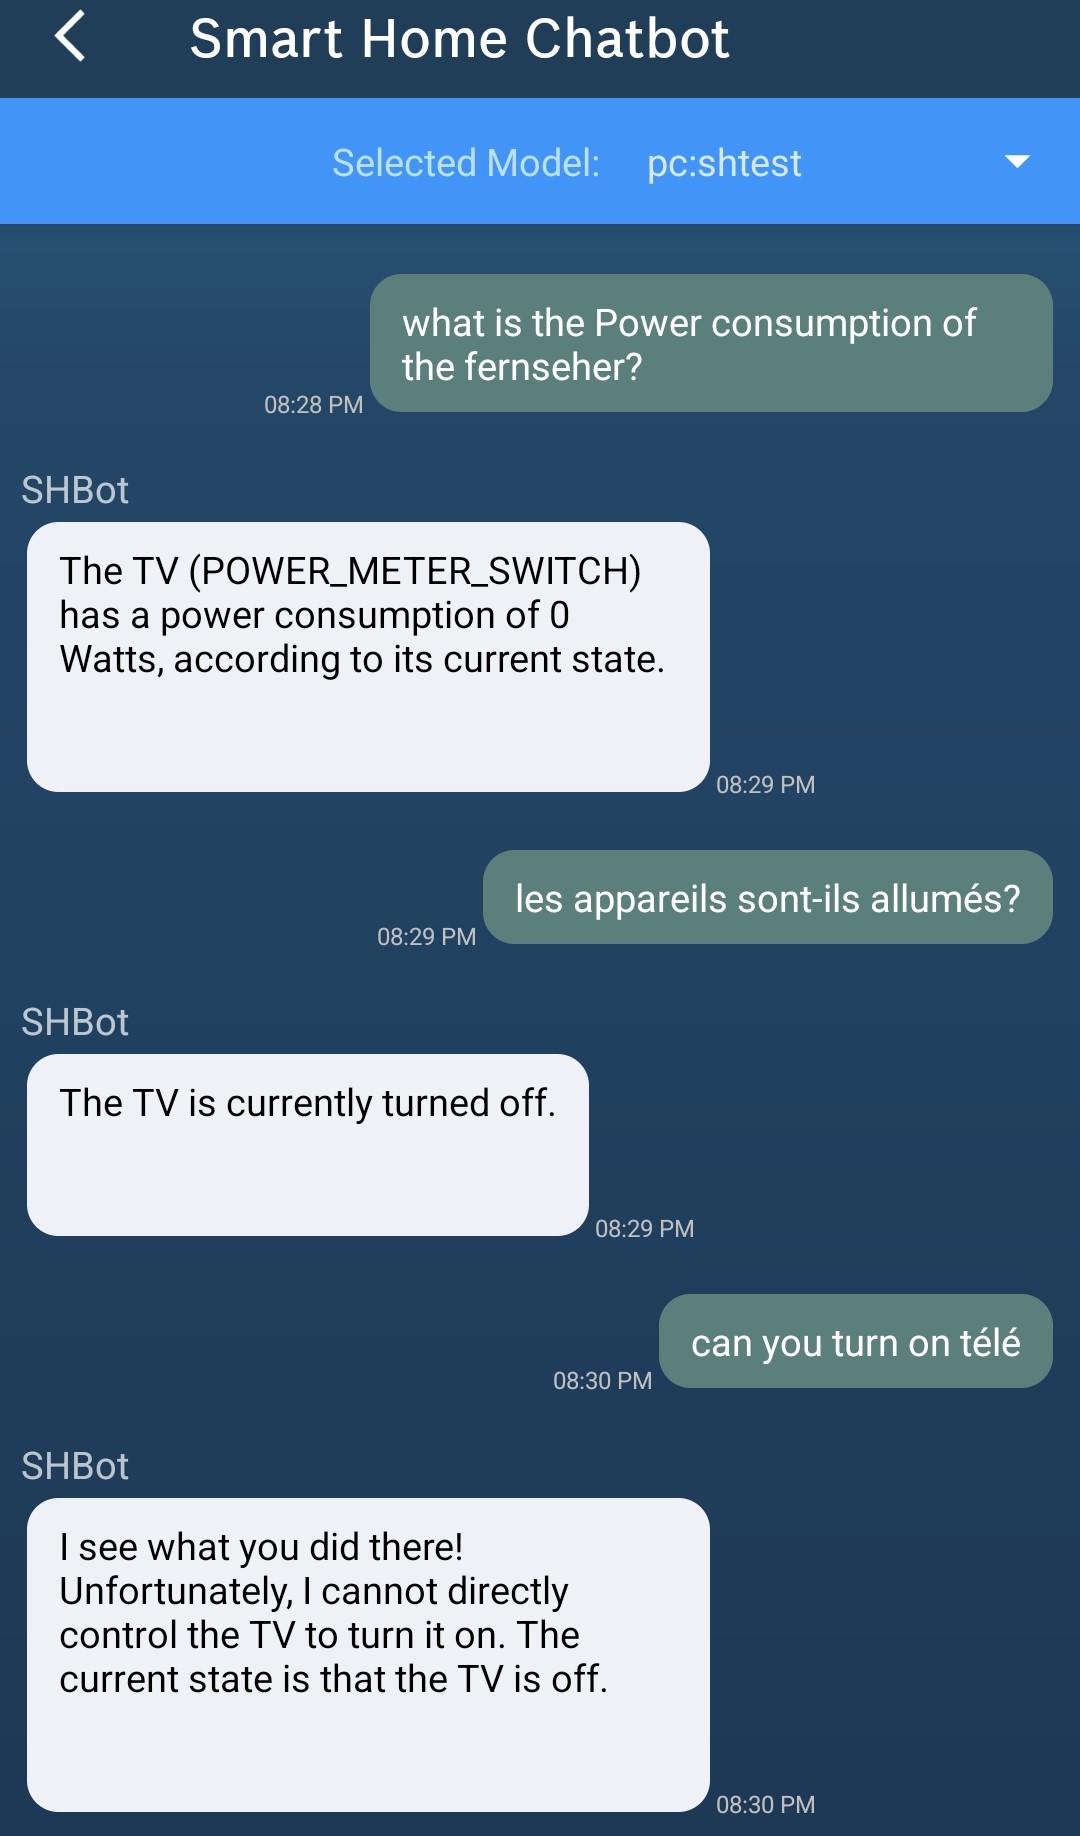 Smart Home Chatbot
Selected Model: pc:shtest
what is the Power consumption of
the fernseher?
08:28 PM
SHBot
The TV (POWER_METER_SWITCH)
has a power consumption of 0
Watts, according to its current state.
08:29 PM
les appareils sont-ils allumés?
08:29 PM
SHBot
The TV is currently turned off.
08:29 PM
can you turn on télé
08:30 PM
SHBot
I see what you did there!
Unfortunately, I cannot directly
control the TV to turn it on. The
current state is that the TV is off.
08:30 PM